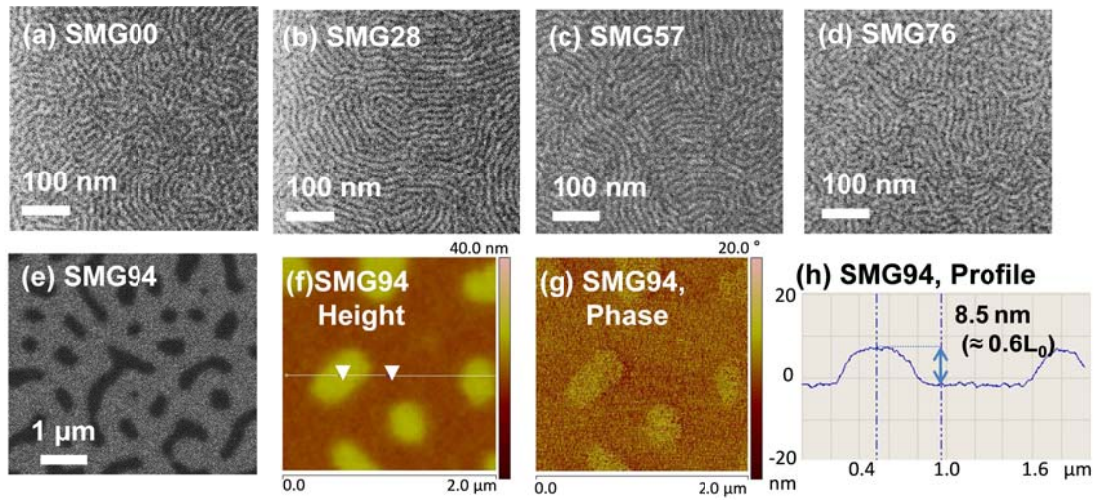 (a) SMG00
100 nm
(b) SMG28
100 nm
(c) SMG57
100 nm
(d) SMG76
100 nm
(e) SMG94
1 μm
40.0 nm
(f)SMG94
Height
0.0 2.0 μm
20.0 °
(g) SMG94,
Phase
0.0 2.0 μm
(h) SMG94, Profile
20
8.5 nm
(≈ 0.6L₀)
0
-20
nm
0.4 1.0 1.6 μm